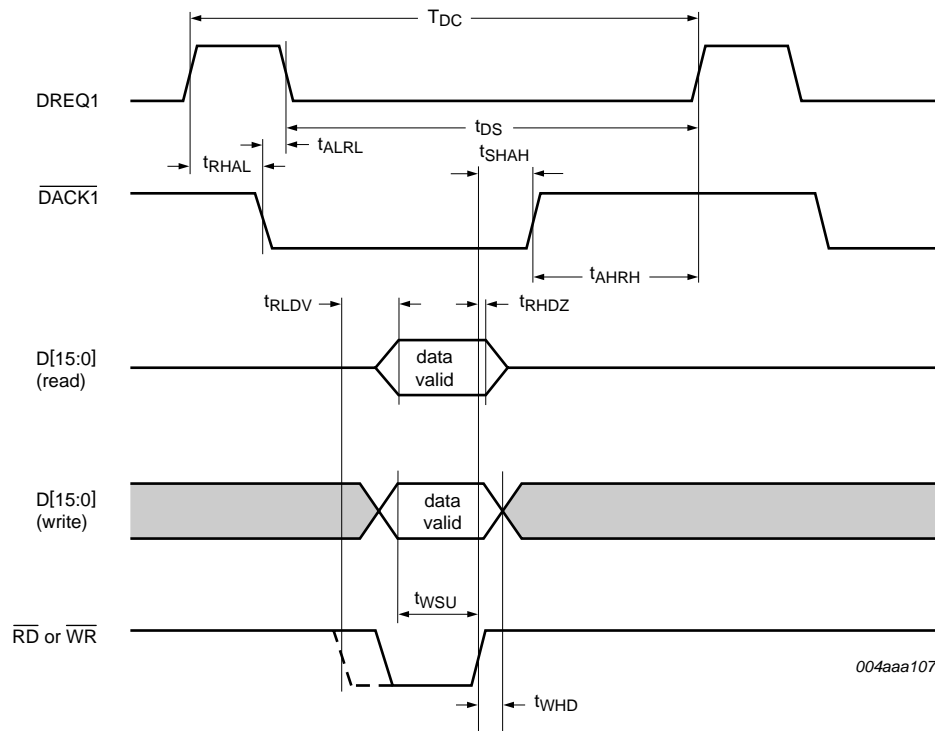 TDC
DREQ1
tDS
tALRL
tSHAH
tRHAL
DACK1
tAHRH
tRLDV
tRHDZ
D[15:0]
(read)
data
valid
D[15:0]
(write)
data
valid
tWSU
RD or WR
004aaa107
tWHD